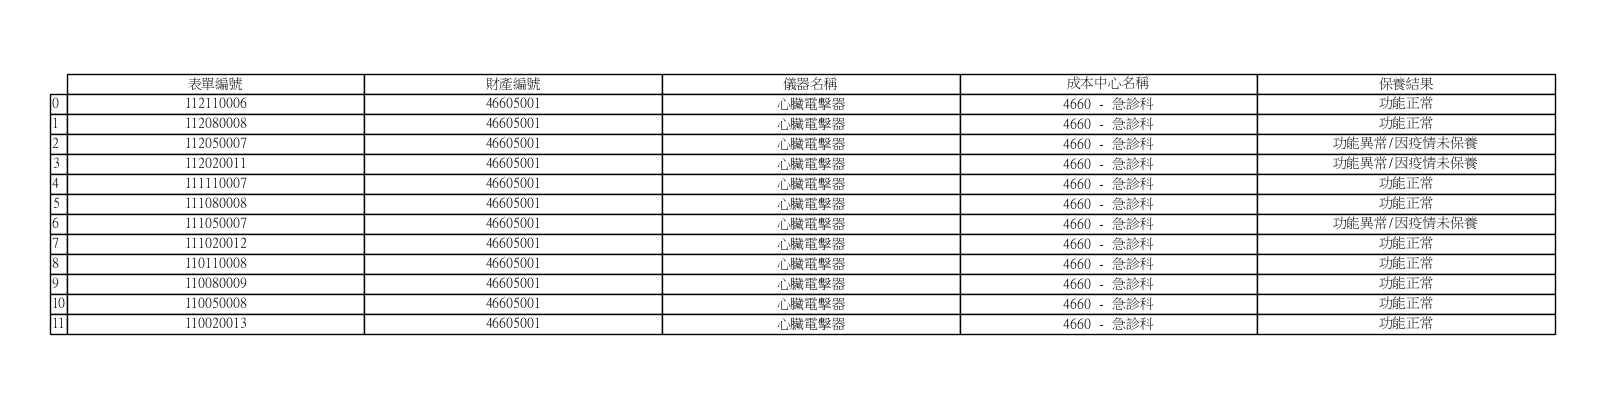 表單編號 財產編號 儀器名稱 成本中心名稱 保養結果
0 112110006 46605001 心臟電擊器 4660 - 急診科 功能正常
1 112080008 46605001 心臟電擊器 4660 - 急診科 功能正常
2 112050007 46605001 心臟電擊器 4660 - 急診科 功能異常/因疫情未保養
3 112020011 46605001 心臟電擊器 4660 - 急診科 功能異常/因疫情未保養
4 111110007 46605001 心臟電擊器 4660 - 急診科 功能正常
5 111080008 46605001 心臟電擊器 4660 - 急診科 功能正常
6 111050007 46605001 心臟電擊器 4660 - 急診科 功能異常/因疫情未保養
7 111020012 46605001 心臟電擊器 4660 - 急診科 功能正常
8 110110008 46605001 心臟電擊器 4660 - 急診科 功能正常
9 110080009 46605001 心臟電擊器 4660 - 急診科 功能正常
10 110050008 46605001 心臟電擊器 4660 - 急診科 功能正常
11 110020013 46605001 心臟電擊器 4660 - 急診科 功能正常